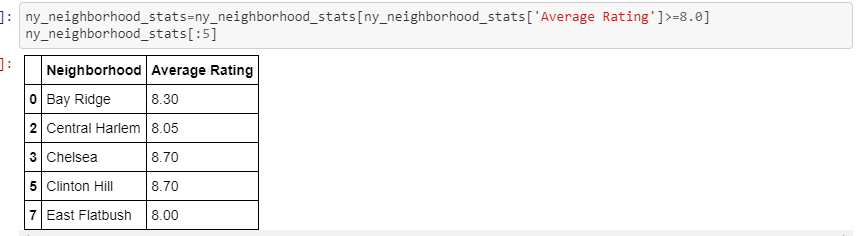 ]: ny_neighborhood_stats=ny_neighborhood_stats[ny_neighborhood_stats['Average Rating']>=8.0]
ny_neighborhood_stats[:5]
]:
Neighborhood Average Rating
0 Bay Ridge 8.30
2 Central Harlem 8.05
3 Chelsea 8.70
5 Clinton Hill 8.70
7 East Flatbush 8.00